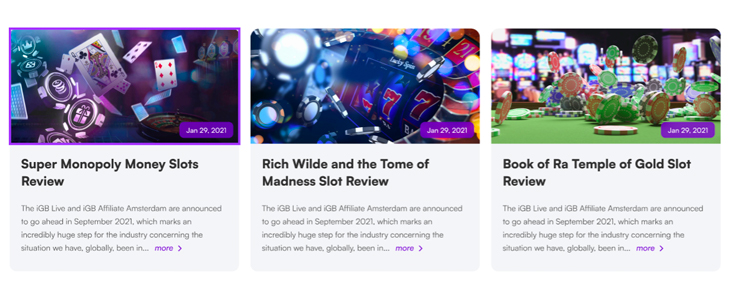 Jan 29, 2021
Super Monopoly Money Slots
Review
The iGB Live and iGB Affiliate Amsterdam are announced
to go ahead in September 2021, which marks an
incredibly huge step for the industry concerning the
situation we have, globally, been in... more >
Lucky Spin
7 7 7
Jan 29, 2021
Rich Wilde and the Tome of
Madness Slot Review
The iGB Live and iGB Affiliate Amsterdam are announced
to go ahead in September 2021, which marks an
incredibly huge step for the industry concerning the
situation we have, globally, been in... more >
Jan 29, 2021
Book of Ra Temple of Gold Slot
Review
The iGB Live and iGB Affiliate Amsterdam are announced
to go ahead in September 2021, which marks an
incredibly huge step for the industry concerning the
situation we have, globally, been in... more >